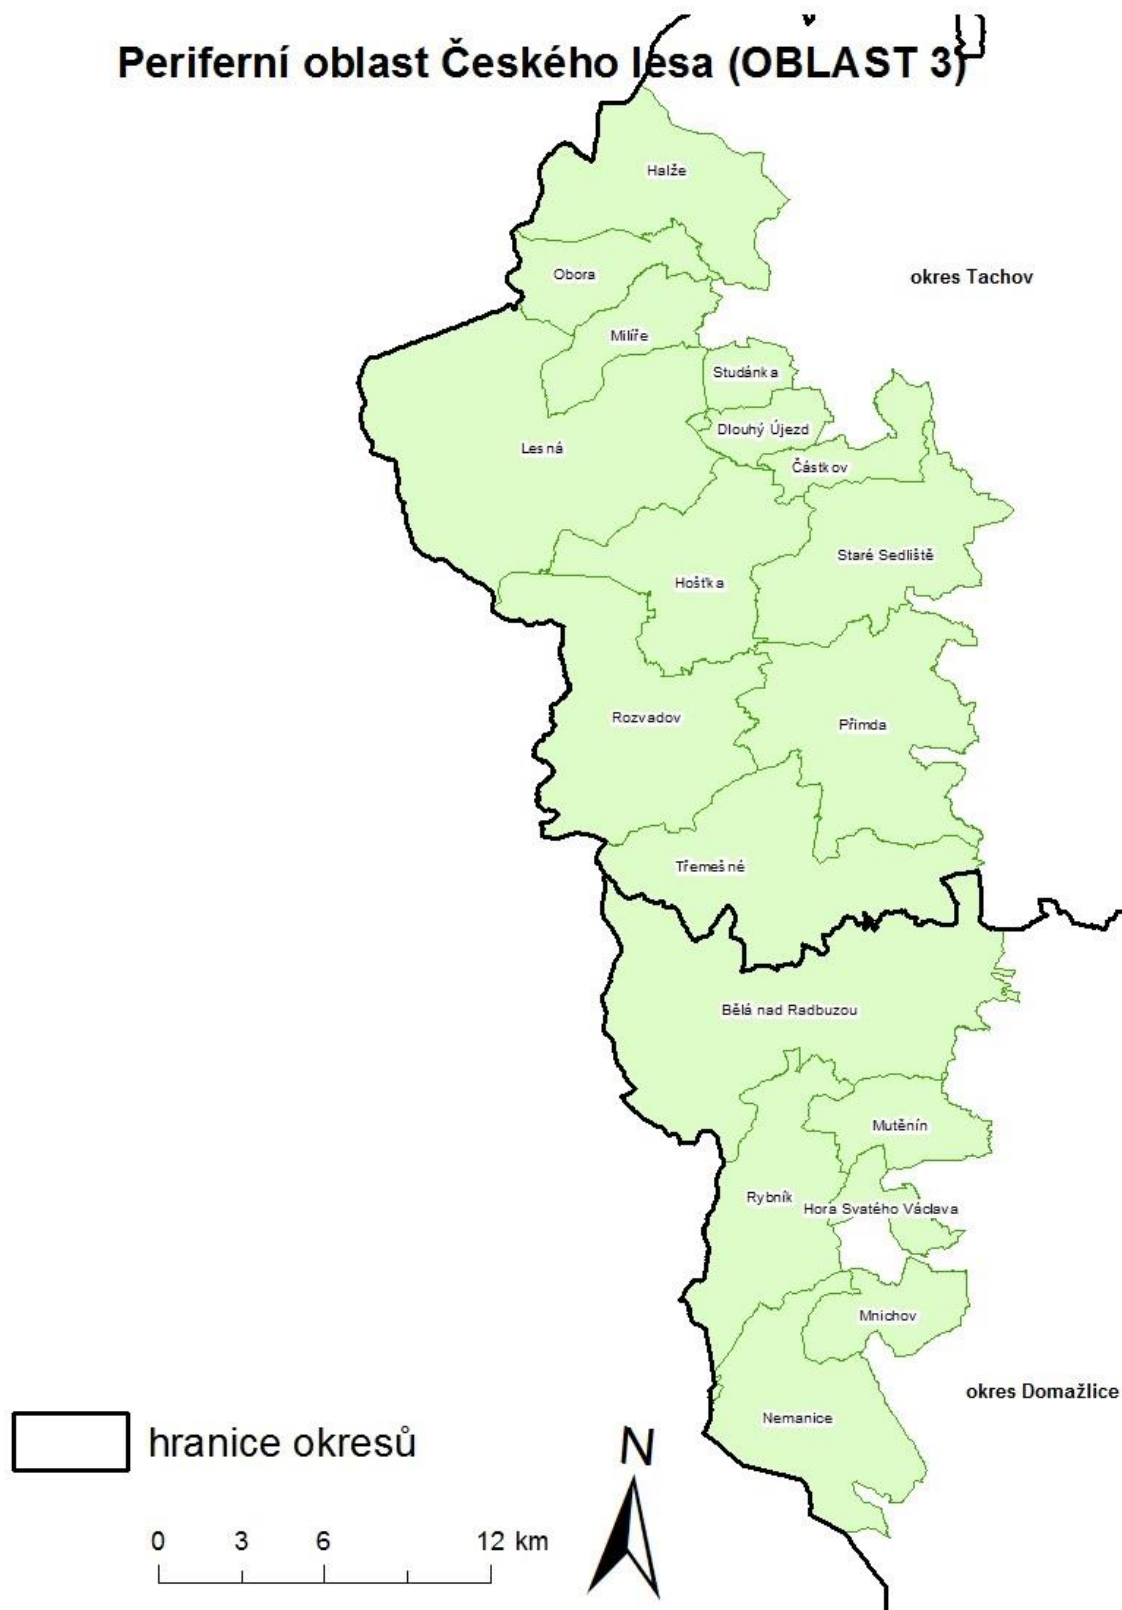 Periferní oblast Českého lesa (OBLAST 3)
Halže
okres Tachov
Obora
Milíře
Studánka
Dlouhý Újezd
Lesná
Částkov
Staré Sedliště
Hošťka
Rozvadov
Přimda
Třemešné
Bělá nad Radbuzou
Mutěnín
Rybník
Hora Svatého Václava
Mnichov
okres Domažlice
Nemanice
hranice okresů
N
0 3 6 12 km